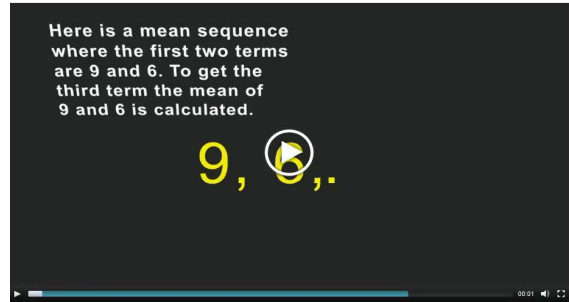 Here is a mean sequence
where the first two terms
are 9 and 6. To get the
third term the mean of
9 and 6 is calculated.
9, 6,.
00:01